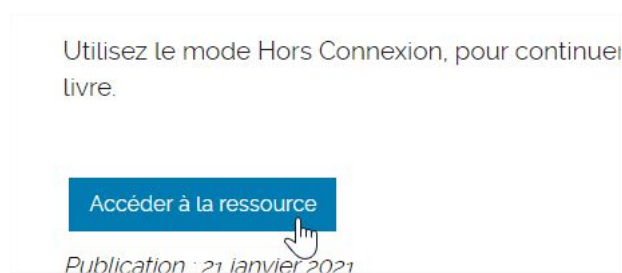 Utilisez le mode Hors Connexion, pour continuer
livre.
Accéder à la ressource
Publication : 21 janvier 2021